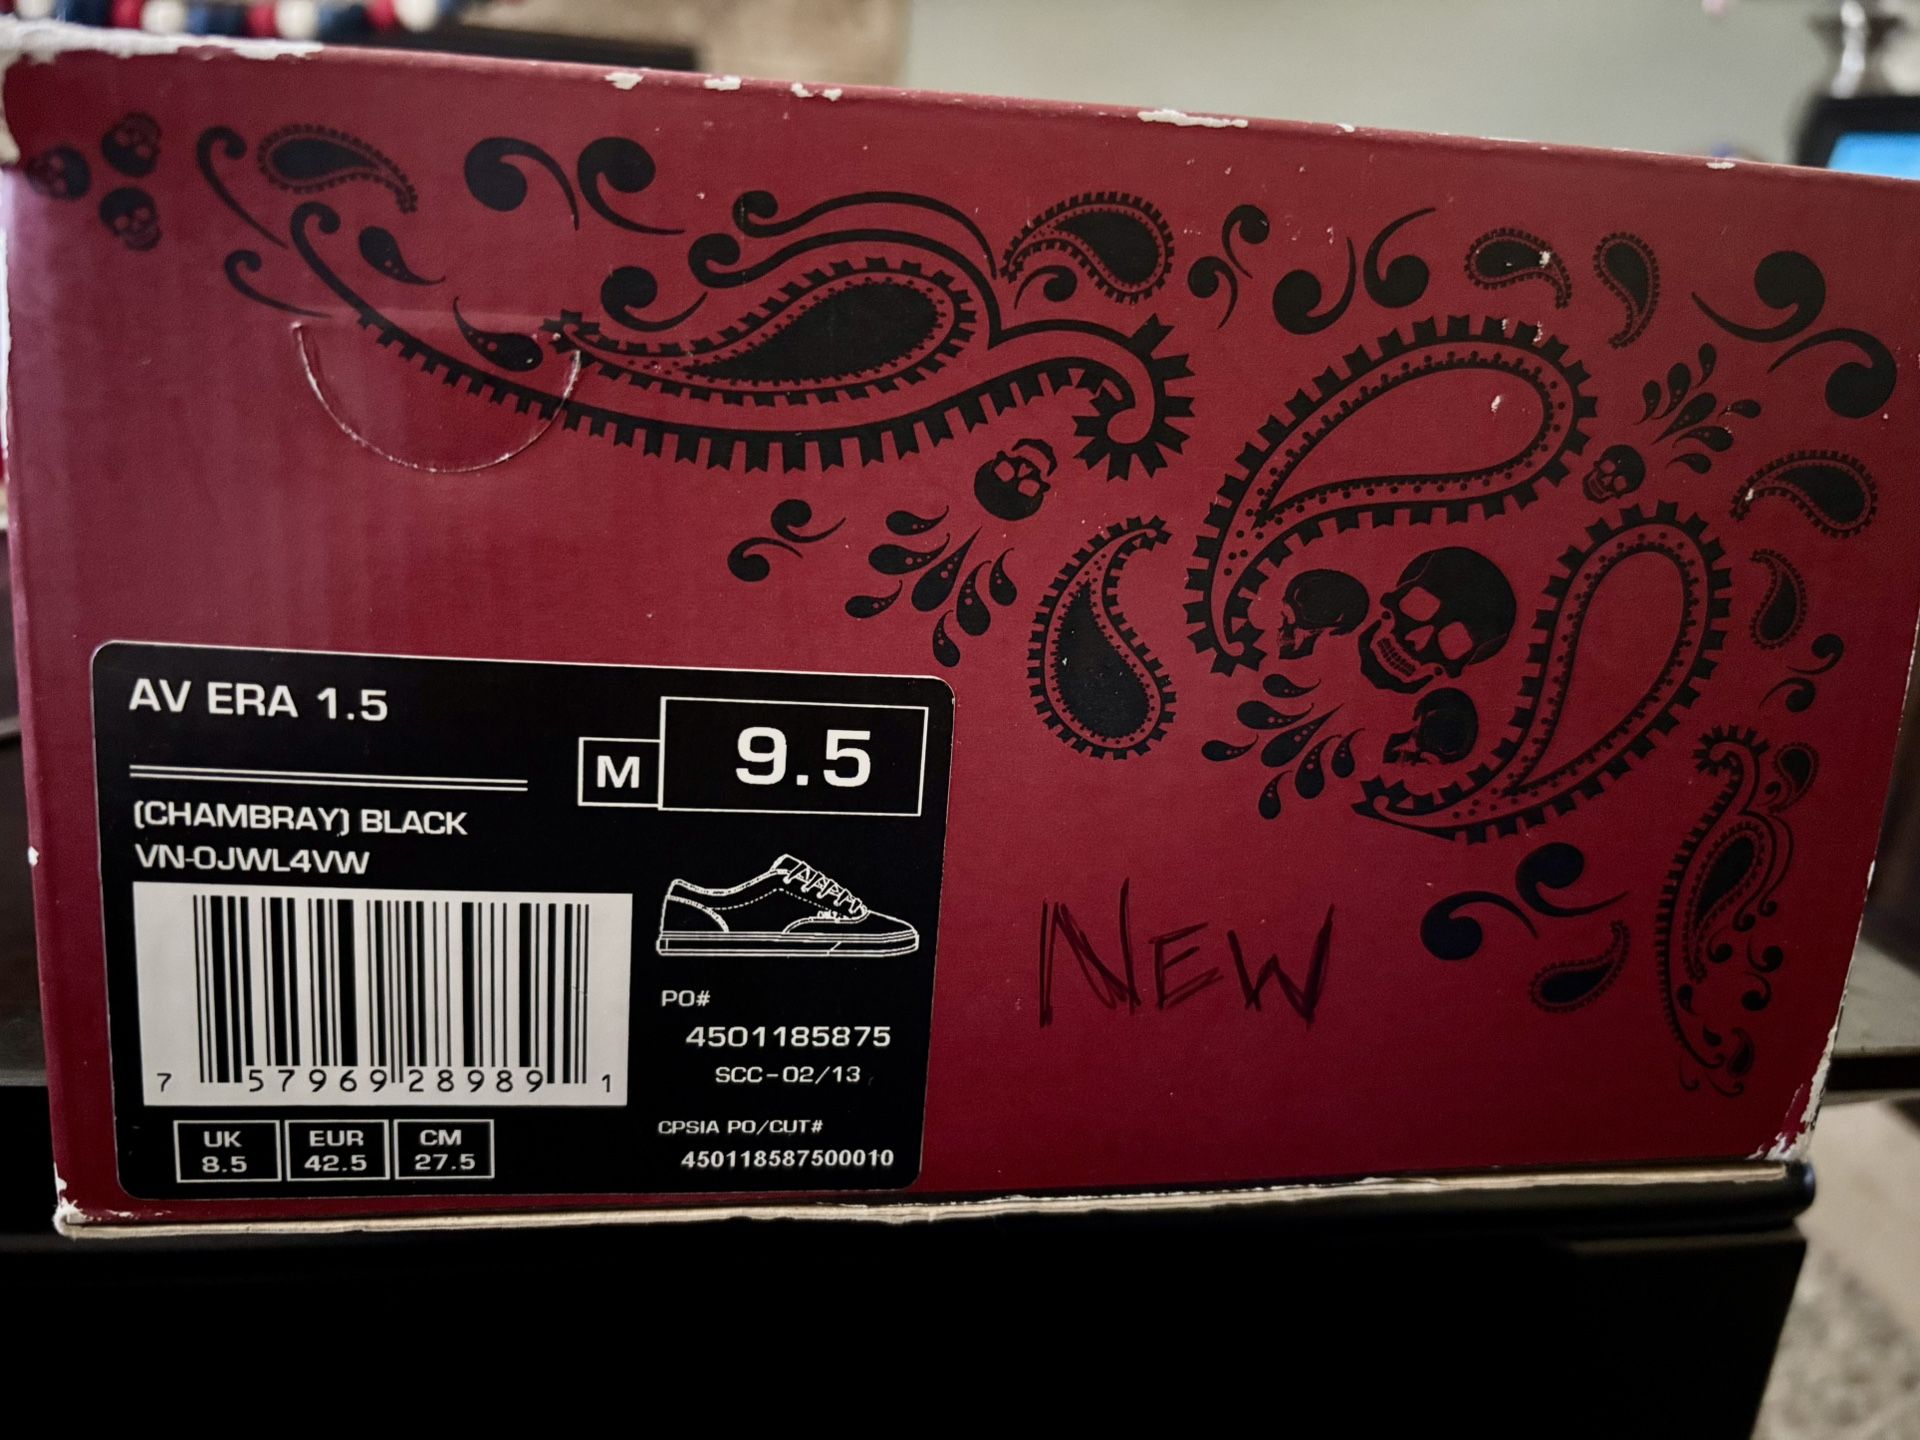 AV ERA 1.5
M 9.5
(CHAMBRAY) BLACK
VN-0JWL4VW
7 57969 28989 1
PO#
4501185875
SCC-02/13
CPSIA PO/CUT#
450118587500010
UK
8.5
EUR
42.5
CM
27.5
NEW